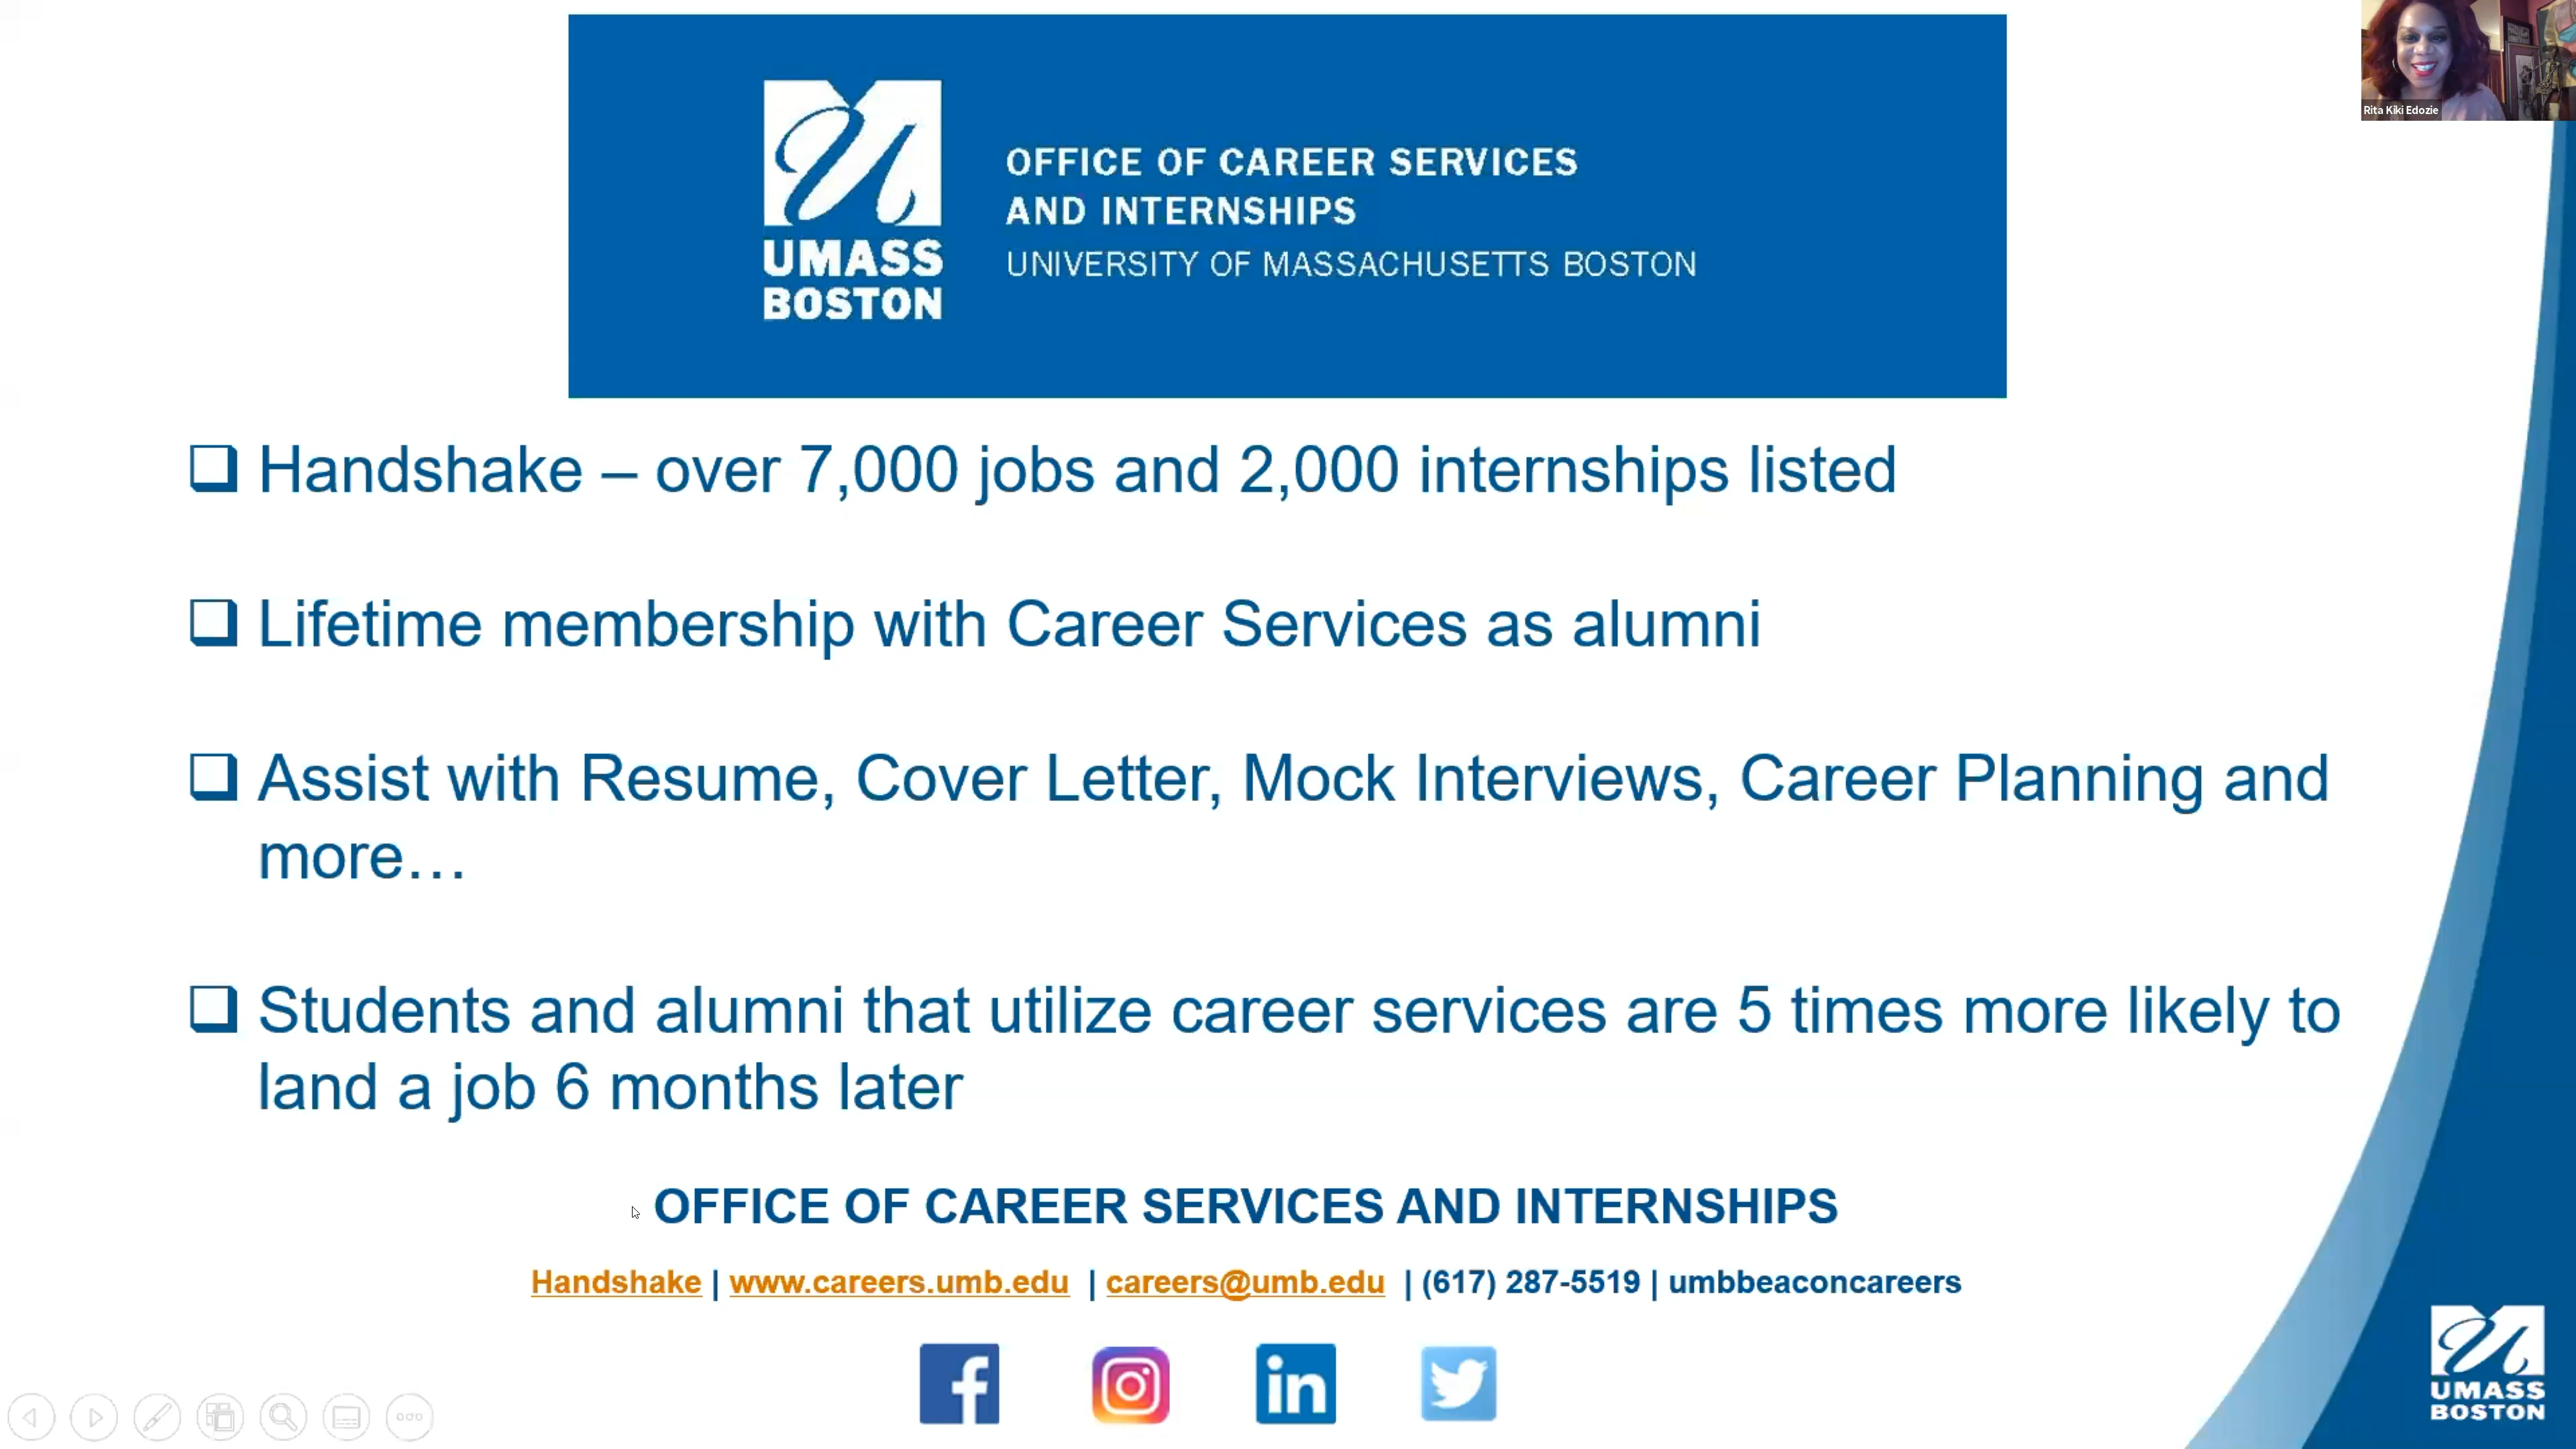 Rita Kiki Edozie
UMASS
BOSTON
OFFICE OF CAREER SERVICES
AND INTERNSHIPS
UNIVERSITY OF MASSACHUSETTS BOSTON
Handshake – over 7,000 jobs and 2,000 internships listed
Lifetime membership with Career Services as alumni
Assist with Resume, Cover Letter, Mock Interviews, Career Planning and
more…
Students and alumni that utilize career services are 5 times more likely to
land a job 6 months later
OFFICE OF CAREER SERVICES AND INTERNSHIPS
Handshake | www.careers.umb.edu | careers@umb.edu | (617) 287-5519 | umbbeaconcareers
UMASS
BOSTON